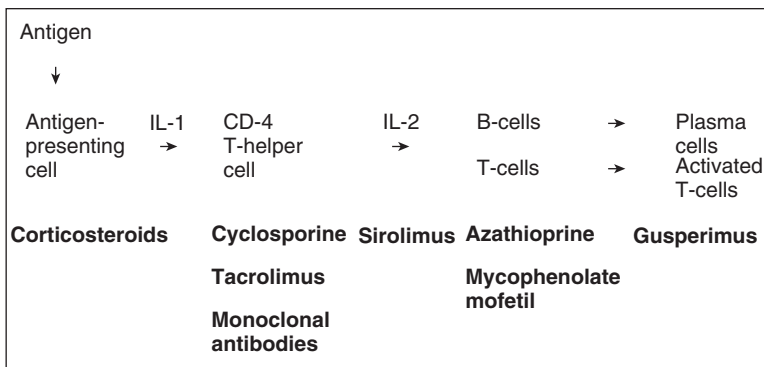 Antigen
↓
Antigen-
presenting
cell
IL-1
→
CD-4
T-helper
cell
IL-2
→
B-cells → Plasma
cells
T-cells → Activated
T-cells
Corticosteroids Cyclosporine Sirolimus Azathioprine Gusperimus
Tacrolimus Mycophenolate
mofetil
Monoclonal
antibodies